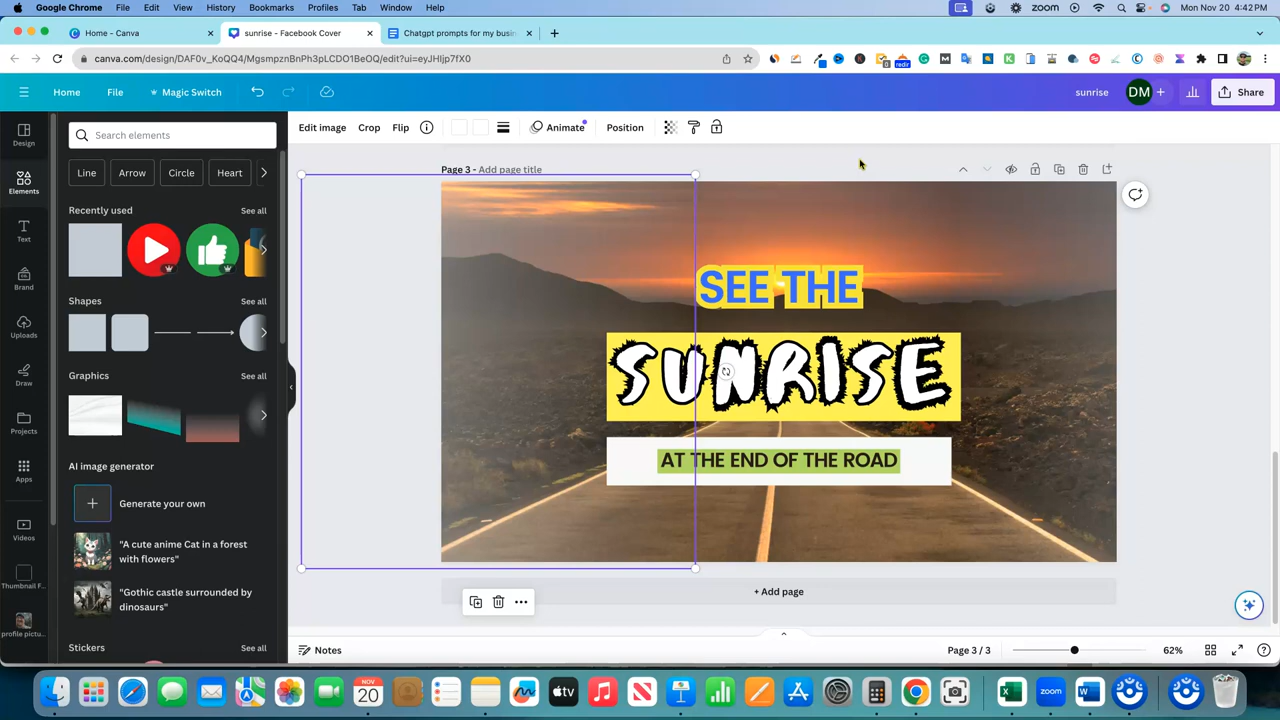 Google Chrome File Edit View History Bookmarks Profiles Tab Window Help zoom Mon Nov 20 4:42 PM
Home - Canva sunrise - Facebook Cover Chatgpt prompts for my busin
canva.com/design/DAF0v_KoQQ4/MgsmpznBnPh3pLCDO1BeOQ/edit?ui=eyJHIjp7fX0
Home File Magic Switch sunrise DM Share
Design
Elements
Text
Brand
Uploads
Draw
Projects
Apps
Videos
Thumbnail F...
profile pictu...
Search elements
Line Arrow Circle Heart
Recently used See all
Shapes See all
Graphics See all
AI image generator
Generate your own
"A cute anime Cat in a forest
with flowers"
"Gothic castle surrounded by
dinosaurs"
Stickers See all
Edit image Crop Flip Animate Position
Page 3 - Add page title
SEE THE
SUNRISE
AT THE END OF THE ROAD
+ Add page
Notes Page 3 / 3 62%
NOV
20
zoom